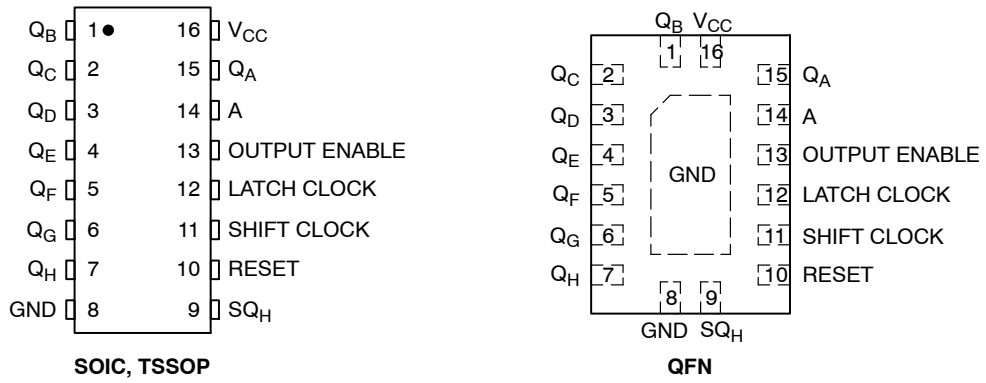 QB 1 16 VCC
QC 2 15 QA
QD 3 14 A
QE 4 13 OUTPUT ENABLE
QF 5 12 LATCH CLOCK
QG 6 11 SHIFT CLOCK
QH 7 10 RESET
GND 8 9 SQH
SOIC, TSSOP
QB VCC
1 16
QC 2 15 QA
QD 3 14 A
QE 4 13 OUTPUT ENABLE
GND
QF 5 12 LATCH CLOCK
QG 6 11 SHIFT CLOCK
QH 7 10 RESET
8 9
GND SQH
QFN